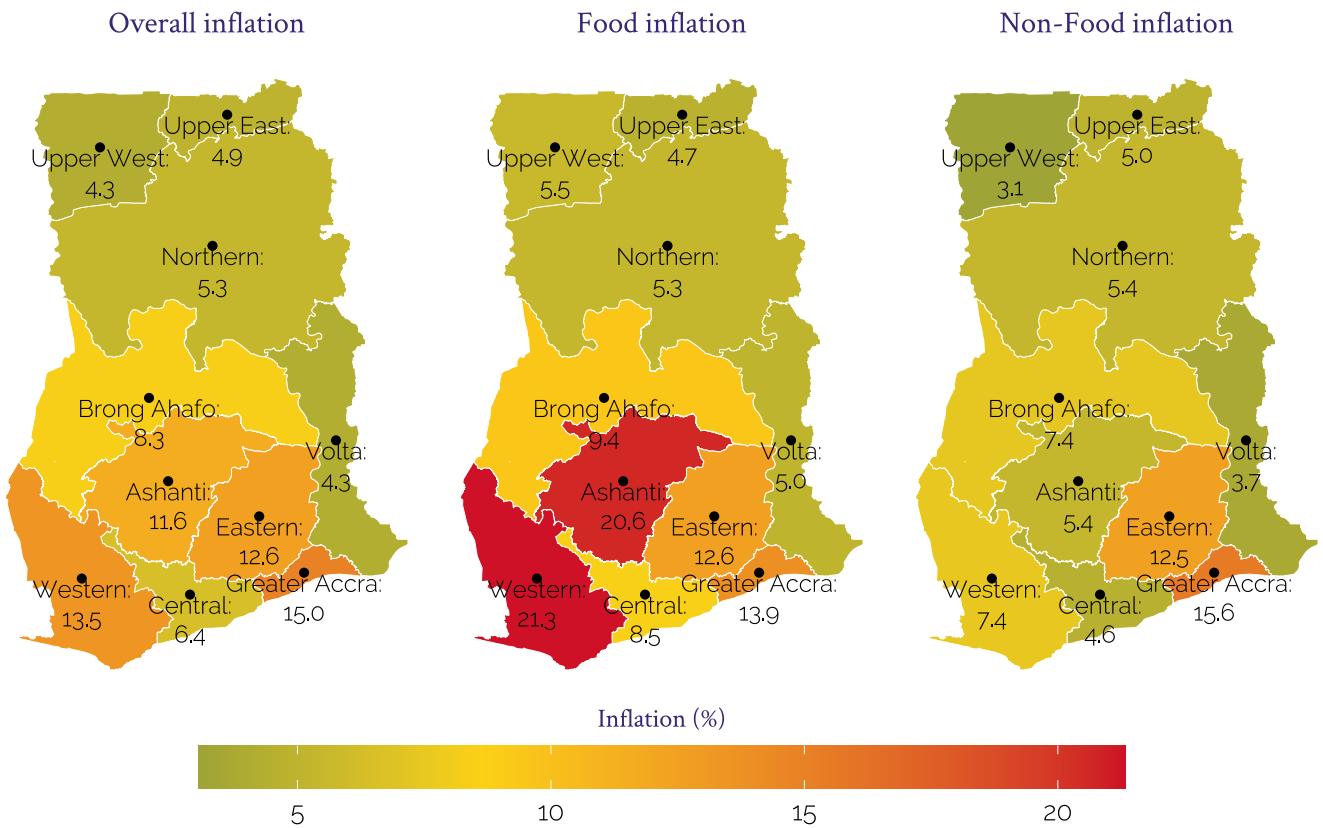 Overall inflation
Food inflation
Non-Food inflation
Upper East:
4.9
Upper West:
4.3
Northern:
5.3
Brong Ahafo:
8.3
Volta:
4.3
Ashanti:
11.6
Eastern:
12.6
Greater Accra:
15.0
Western:
13.5
Central:
6.4
Upper East:
4.7
Upper West:
5.5
Northern:
5.3
Brong Ahafo:
9.4
Volta:
5.0
Ashanti:
20.6
Eastern:
12.6
Greater Accra:
13.9
Western:
21.3
Central:
8.5
Upper East:
5.0
Upper West:
3.1
Northern:
5.4
Brong Ahafo:
7.4
Volta:
3.7
Ashanti:
5.4
Eastern:
12.5
Greater Accra:
15.6
Western:
7.4
Central:
4.6
Inflation (%)
5
10
15
20